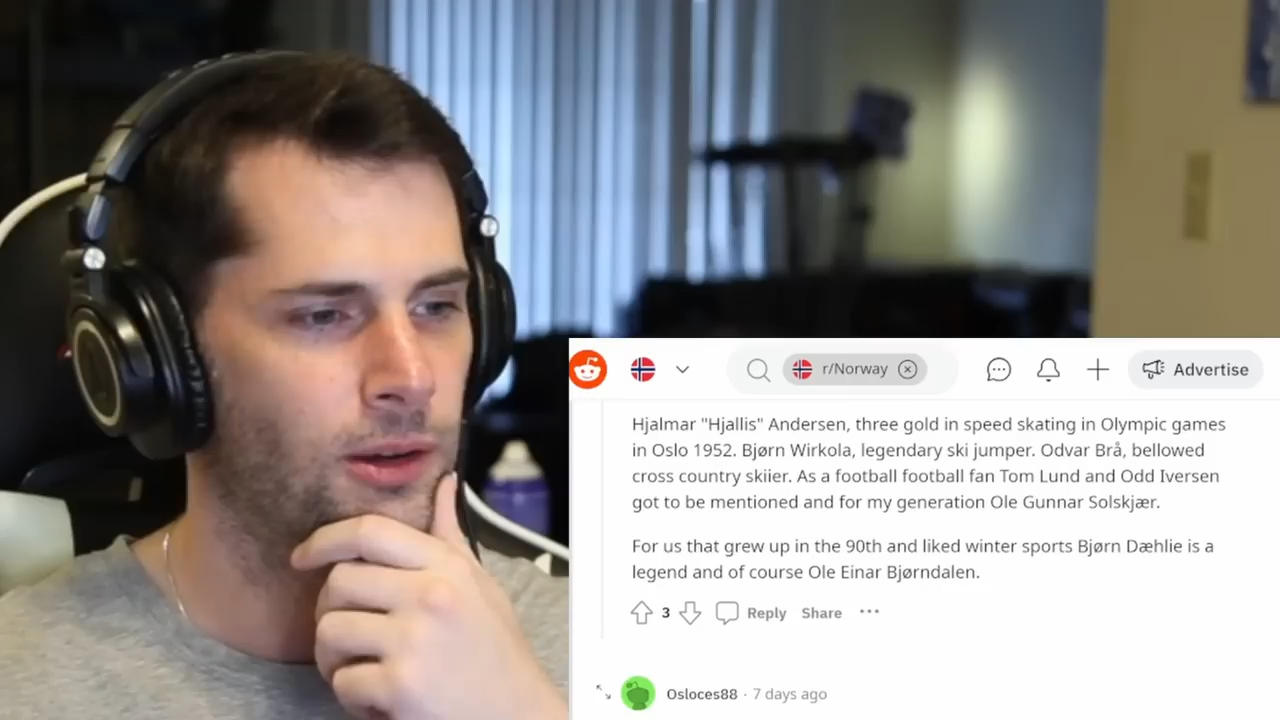 r/Norway
Advertise
Hjalmar "Hjallis" Andersen, three gold in speed skating in Olympic games
in Oslo 1952. Bjørn Wirkola, legendary ski jumper. Odvar Brå, bellowed
cross country skiier. As a football football fan Tom Lund and Odd Iversen
got to be mentioned and for my generation Ole Gunnar Solskjær.
For us that grew up in the 90th and liked winter sports Bjørn Dæhlie is a
legend and of course Ole Einar Bjørndalen.
3 Reply Share
Osloces88 · 7 days ago